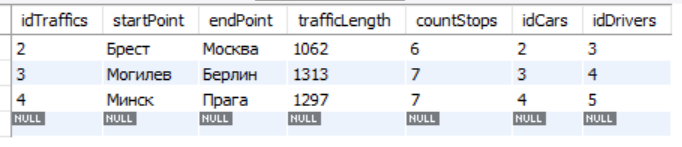 idTraffics startPoint endPoint trafficLength countStops idCars idDrivers
2 Брест Москва 1062 6 2 3
3 Могилев Берлин 1313 7 3 4
4 Минск Прага 1297 7 4 5
NULL NULL NULL NULL NULL NULL NULL